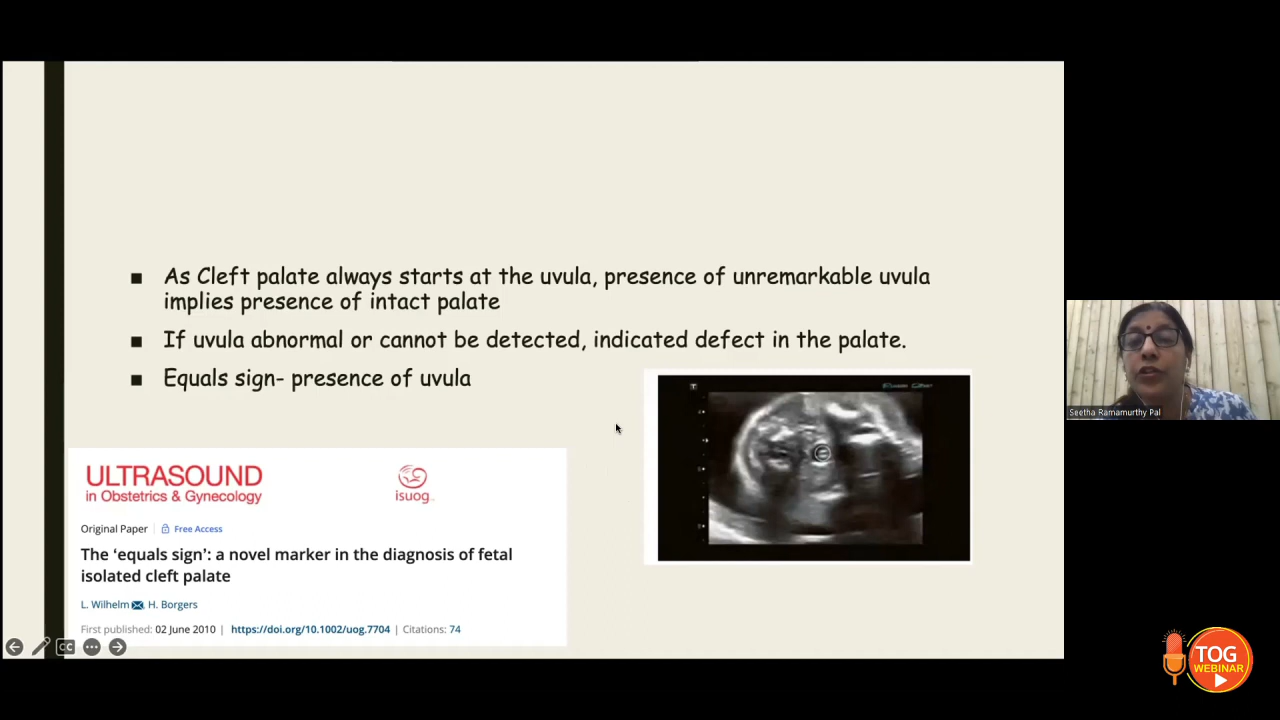 As Cleft palate always starts at the uvula, presence of unremarkable uvula
implies presence of intact palate
If uvula abnormal or cannot be detected, indicated defect in the palate.
Equals sign- presence of uvula
ULTRASOUND
in Obstetrics & Gynecology
isuog
Original Paper
Free Access
The ‘equals sign’: a novel marker in the diagnosis of fetal
isolated cleft palate
L. Wilhelm, H. Borgers
First published: 02 June 2010 | https://doi.org/10.1002/uog.7704 | Citations: 74
CC
Seetha Ramamurthy Pal
TOG
WEBINAR